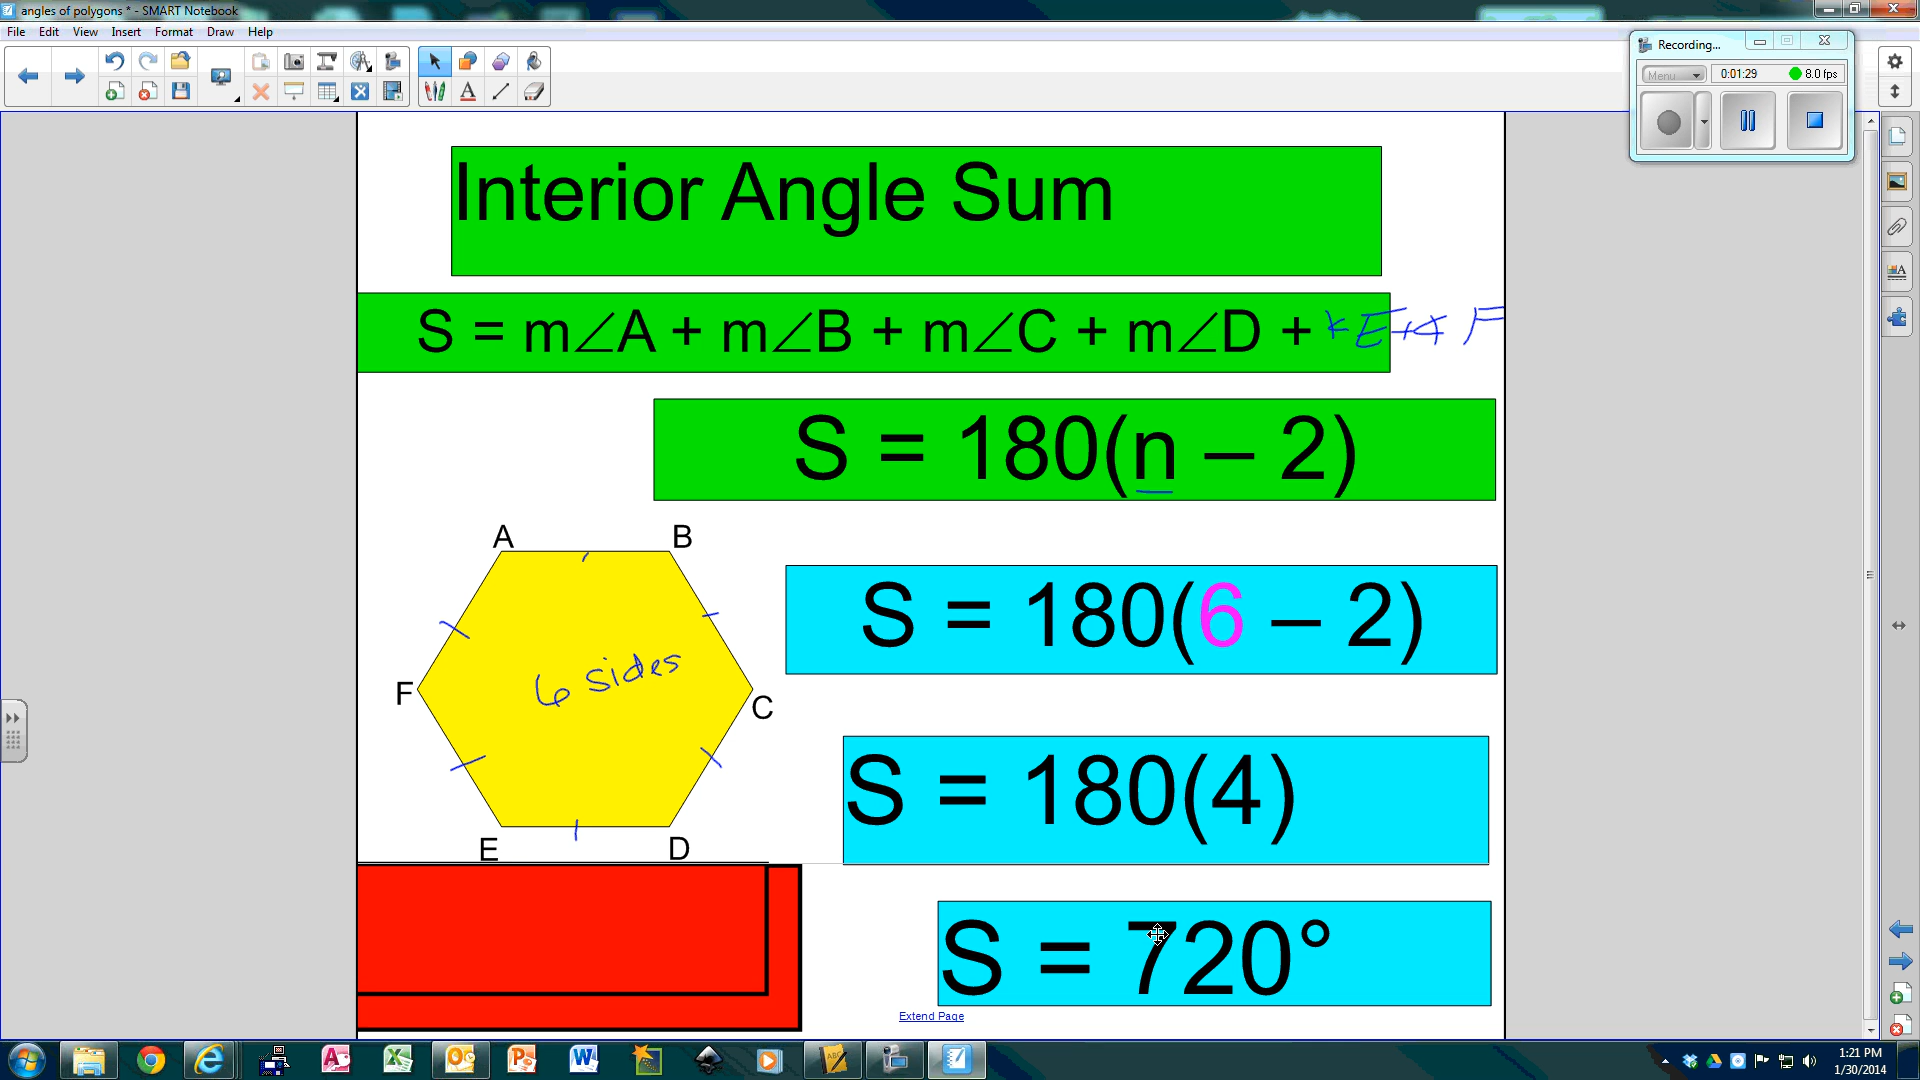 angles of polygons * - SMART Notebook
File Edit View Insert Format Draw Help
Recording...
Menu 0:01:29 8.0 fps
Interior Angle Sum
S = m∠A + m∠B + m∠C + m∠D + ∠E+∠F
S = 180(n – 2)
A B
S = 180(6 – 2)
6 sides
F C
S = 180(4)
E D
S = 720°
Extend Page
1:21 PM
1/30/2014